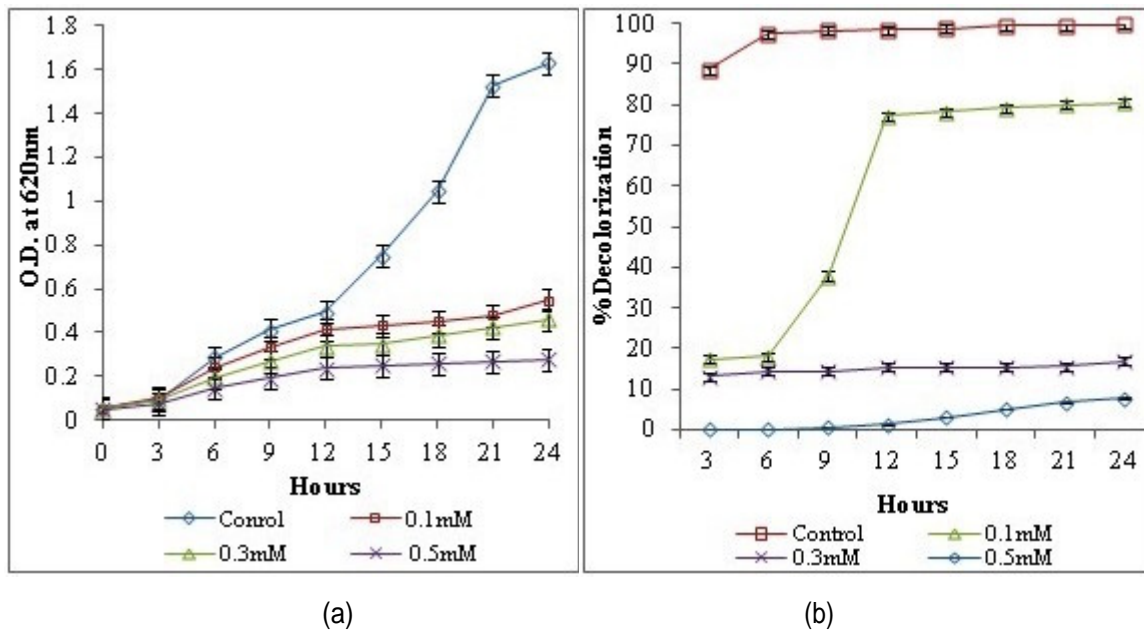 1.8
1.6
1.4
1.2
1
0.8
0.6
0.4
0.2
0
O.D. at 620nm
0 3 6 9 12 15 18 21 24
Hours
Conrol 0.1mM
0.3mM 0.5mM
(a)
100
90
80
70
60
50
40
30
20
10
0
%Decolorization
3 6 9 12 15 18 21 24
Hours
Control 0.1mM
0.3mM 0.5mM
(b)